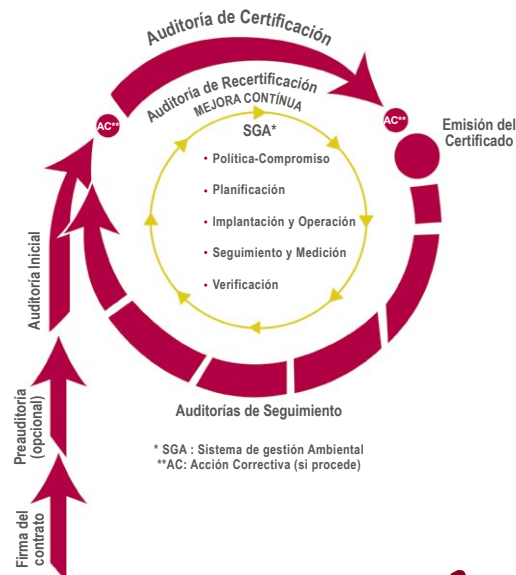 Auditoría de Certificación
Auditoría de Recertificación
MEJORA CONTÍNUA
SGA*
AC**
AC**
Emisión del
Certificado
• Política-Compromiso
• Planificación
• Implantación y Operación
• Seguimiento y Medición
• Verificación
Auditoría Inicial
Auditorías de Seguimiento
Preauditoría
(opcional)
* SGA : Sistema de gestión Ambiental
**AC: Acción Correctiva (si procede)
Firma del
contrato